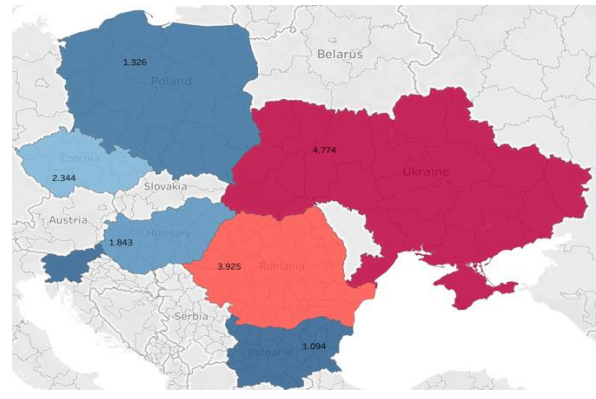 Belarus
1.326
Poland
4.774
Ukraine
Czechia
2.344
Slovakia
Austria
Hungary
1.843
Romania
3.925
Serbia
Bulgaria
1.094